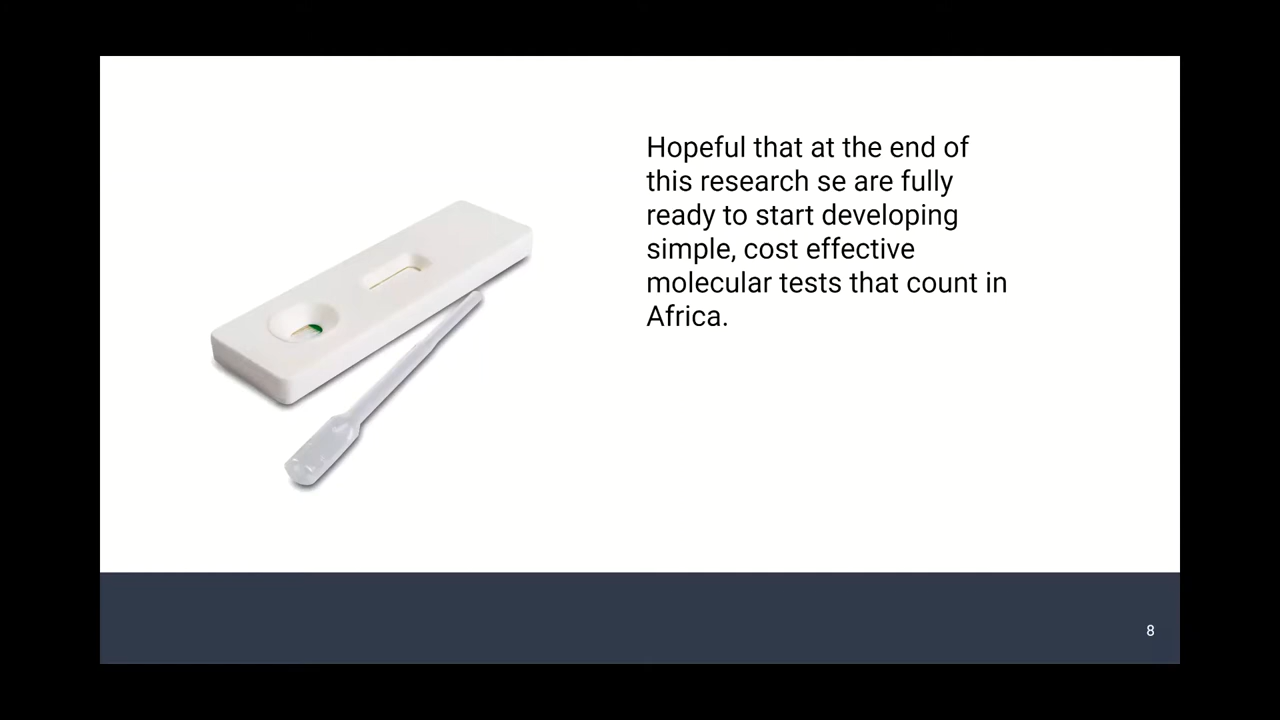 Hopeful that at the end of
this research se are fully
ready to start developing
simple, cost effective
molecular tests that count in
Africa.
8